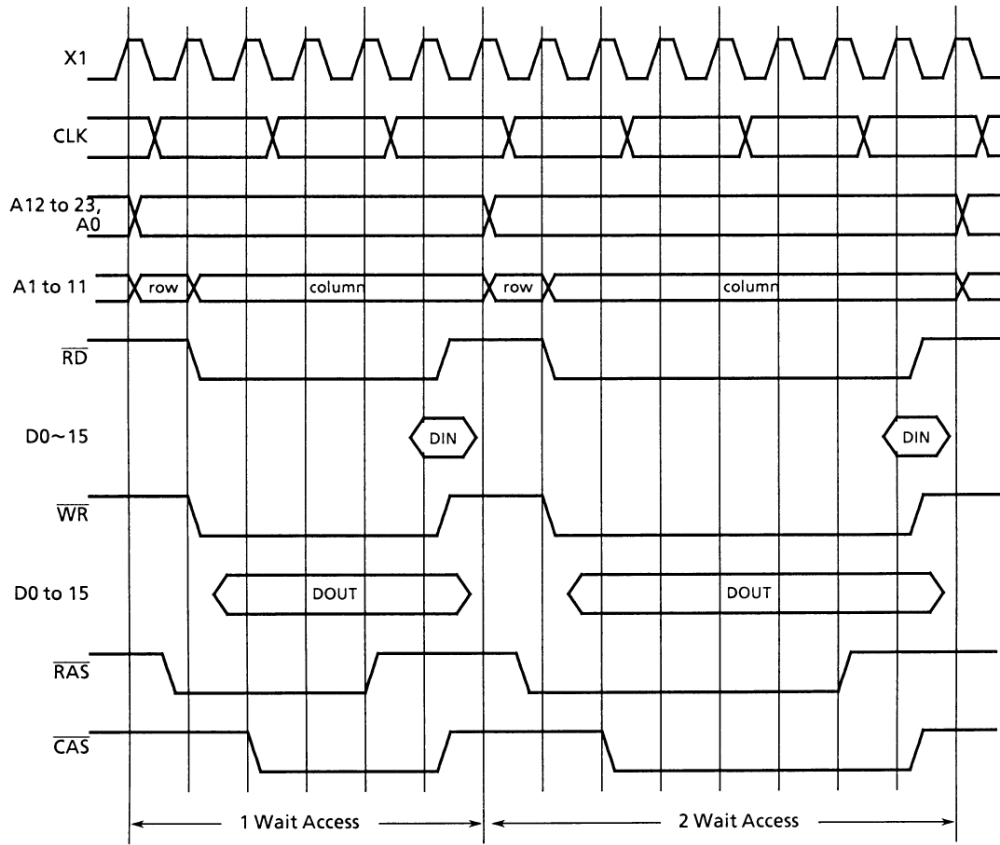 X1
CLK
A12 to 23,
A0
A1 to 11 row column row column
RD
D0~15 DIN DIN
WR
D0 to 15 DOUT DOUT
RAS
CAS
1 Wait Access 2 Wait Access